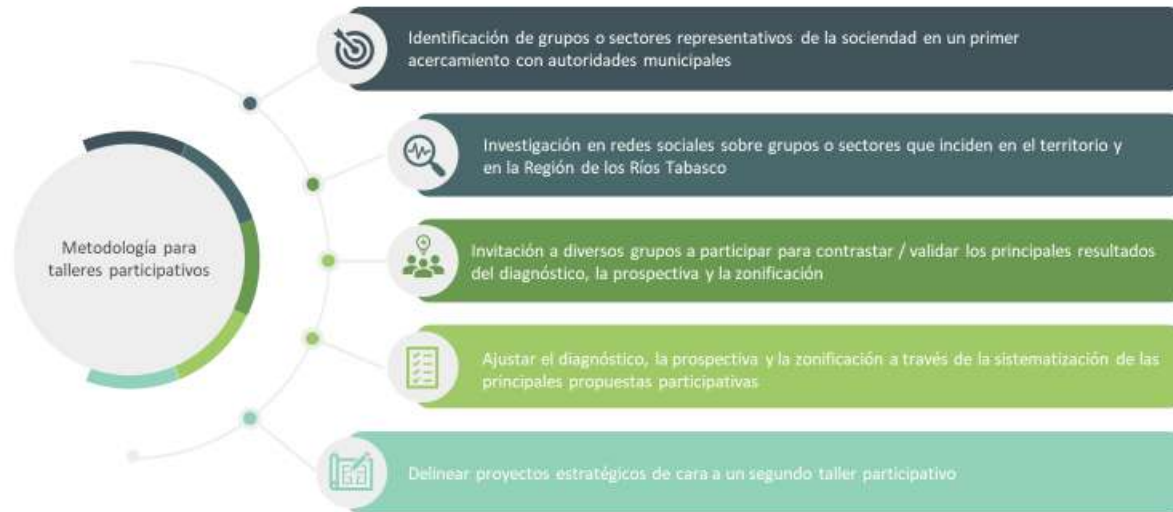 Identificación de grupos o sectores representativos de la sociendad en un primer
acercamiento con autoridades municipales
Investigación en redes sociales sobre grupos o sectores que inciden en el territorio y
en la Región de los Ríos Tabasco
Metodología para
talleres participativos
Invitación a diversos grupos a participar para contrastar / validar los principales resultados
del diagnóstico, la prospectiva y la zonificación
Ajustar el diagnóstico, la prospectiva y la zonificación a través de la sistematización de las
principales propuestas participativas
Delinear proyectos estratégicos de cara a un segundo taller participativo